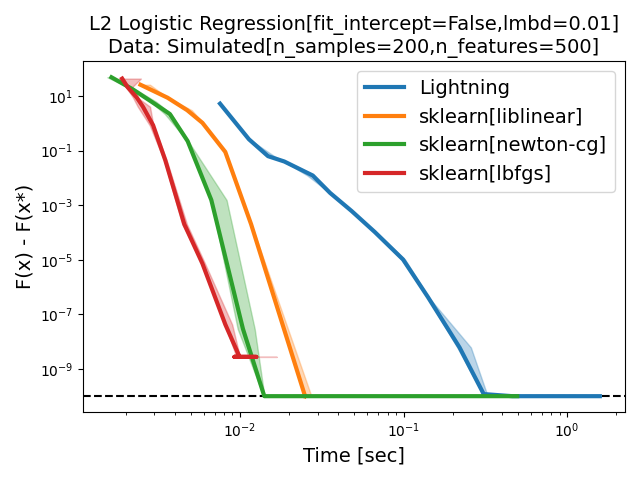 L2 Logistic Regression[fit_intercept=False,lmbd=0.01]
Data: Simulated[n_samples=200,n_features=500]
F(x) - F(x*)
10¹
10⁻¹
10⁻³
10⁻⁵
10⁻⁷
10⁻⁹
Lightning
sklearn[liblinear]
sklearn[newton-cg]
sklearn[lbfgs]
10⁻² 10⁻¹ 10⁰
Time [sec]